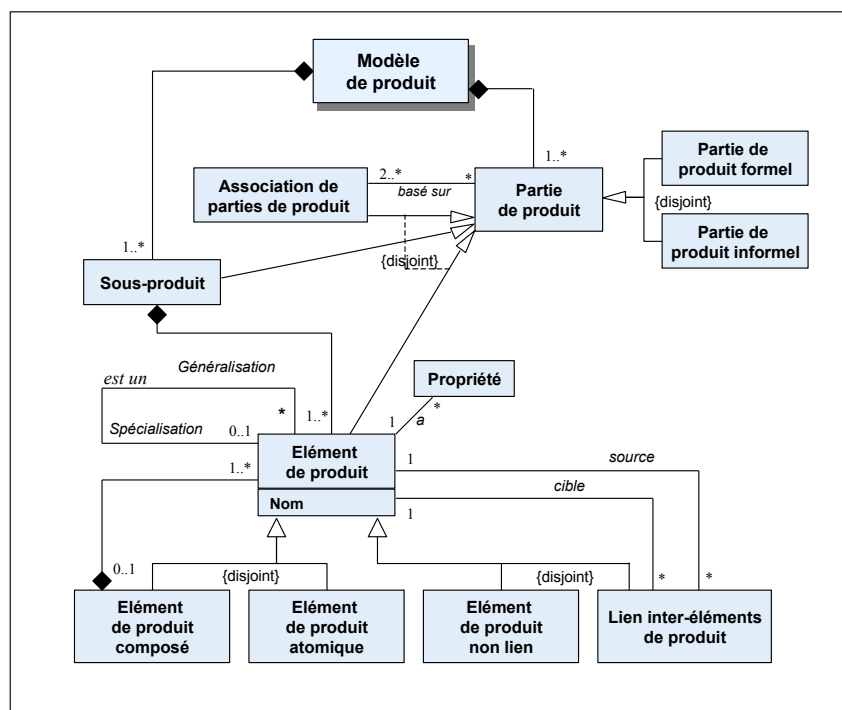 Modèle
de produit
1..*
2..*
*
basé sur
Association de
parties de produit
Partie
de produit
Partie de
produit formel
{disjoint}
Partie de
produit informel
1..*
{disjoint}
Sous-produit
Généralisation
est un
*
1..*
Spécialisation
0..1
Propriété
*
a
1
Elément
de produit
Nom
1..*
1
source
cible
1
0..1
{disjoint}
{disjoint}
*
*
Elément
de produit
composé
Elément
de produit
atomique
Elément
de produit
non lien
Lien inter-éléments
de produit